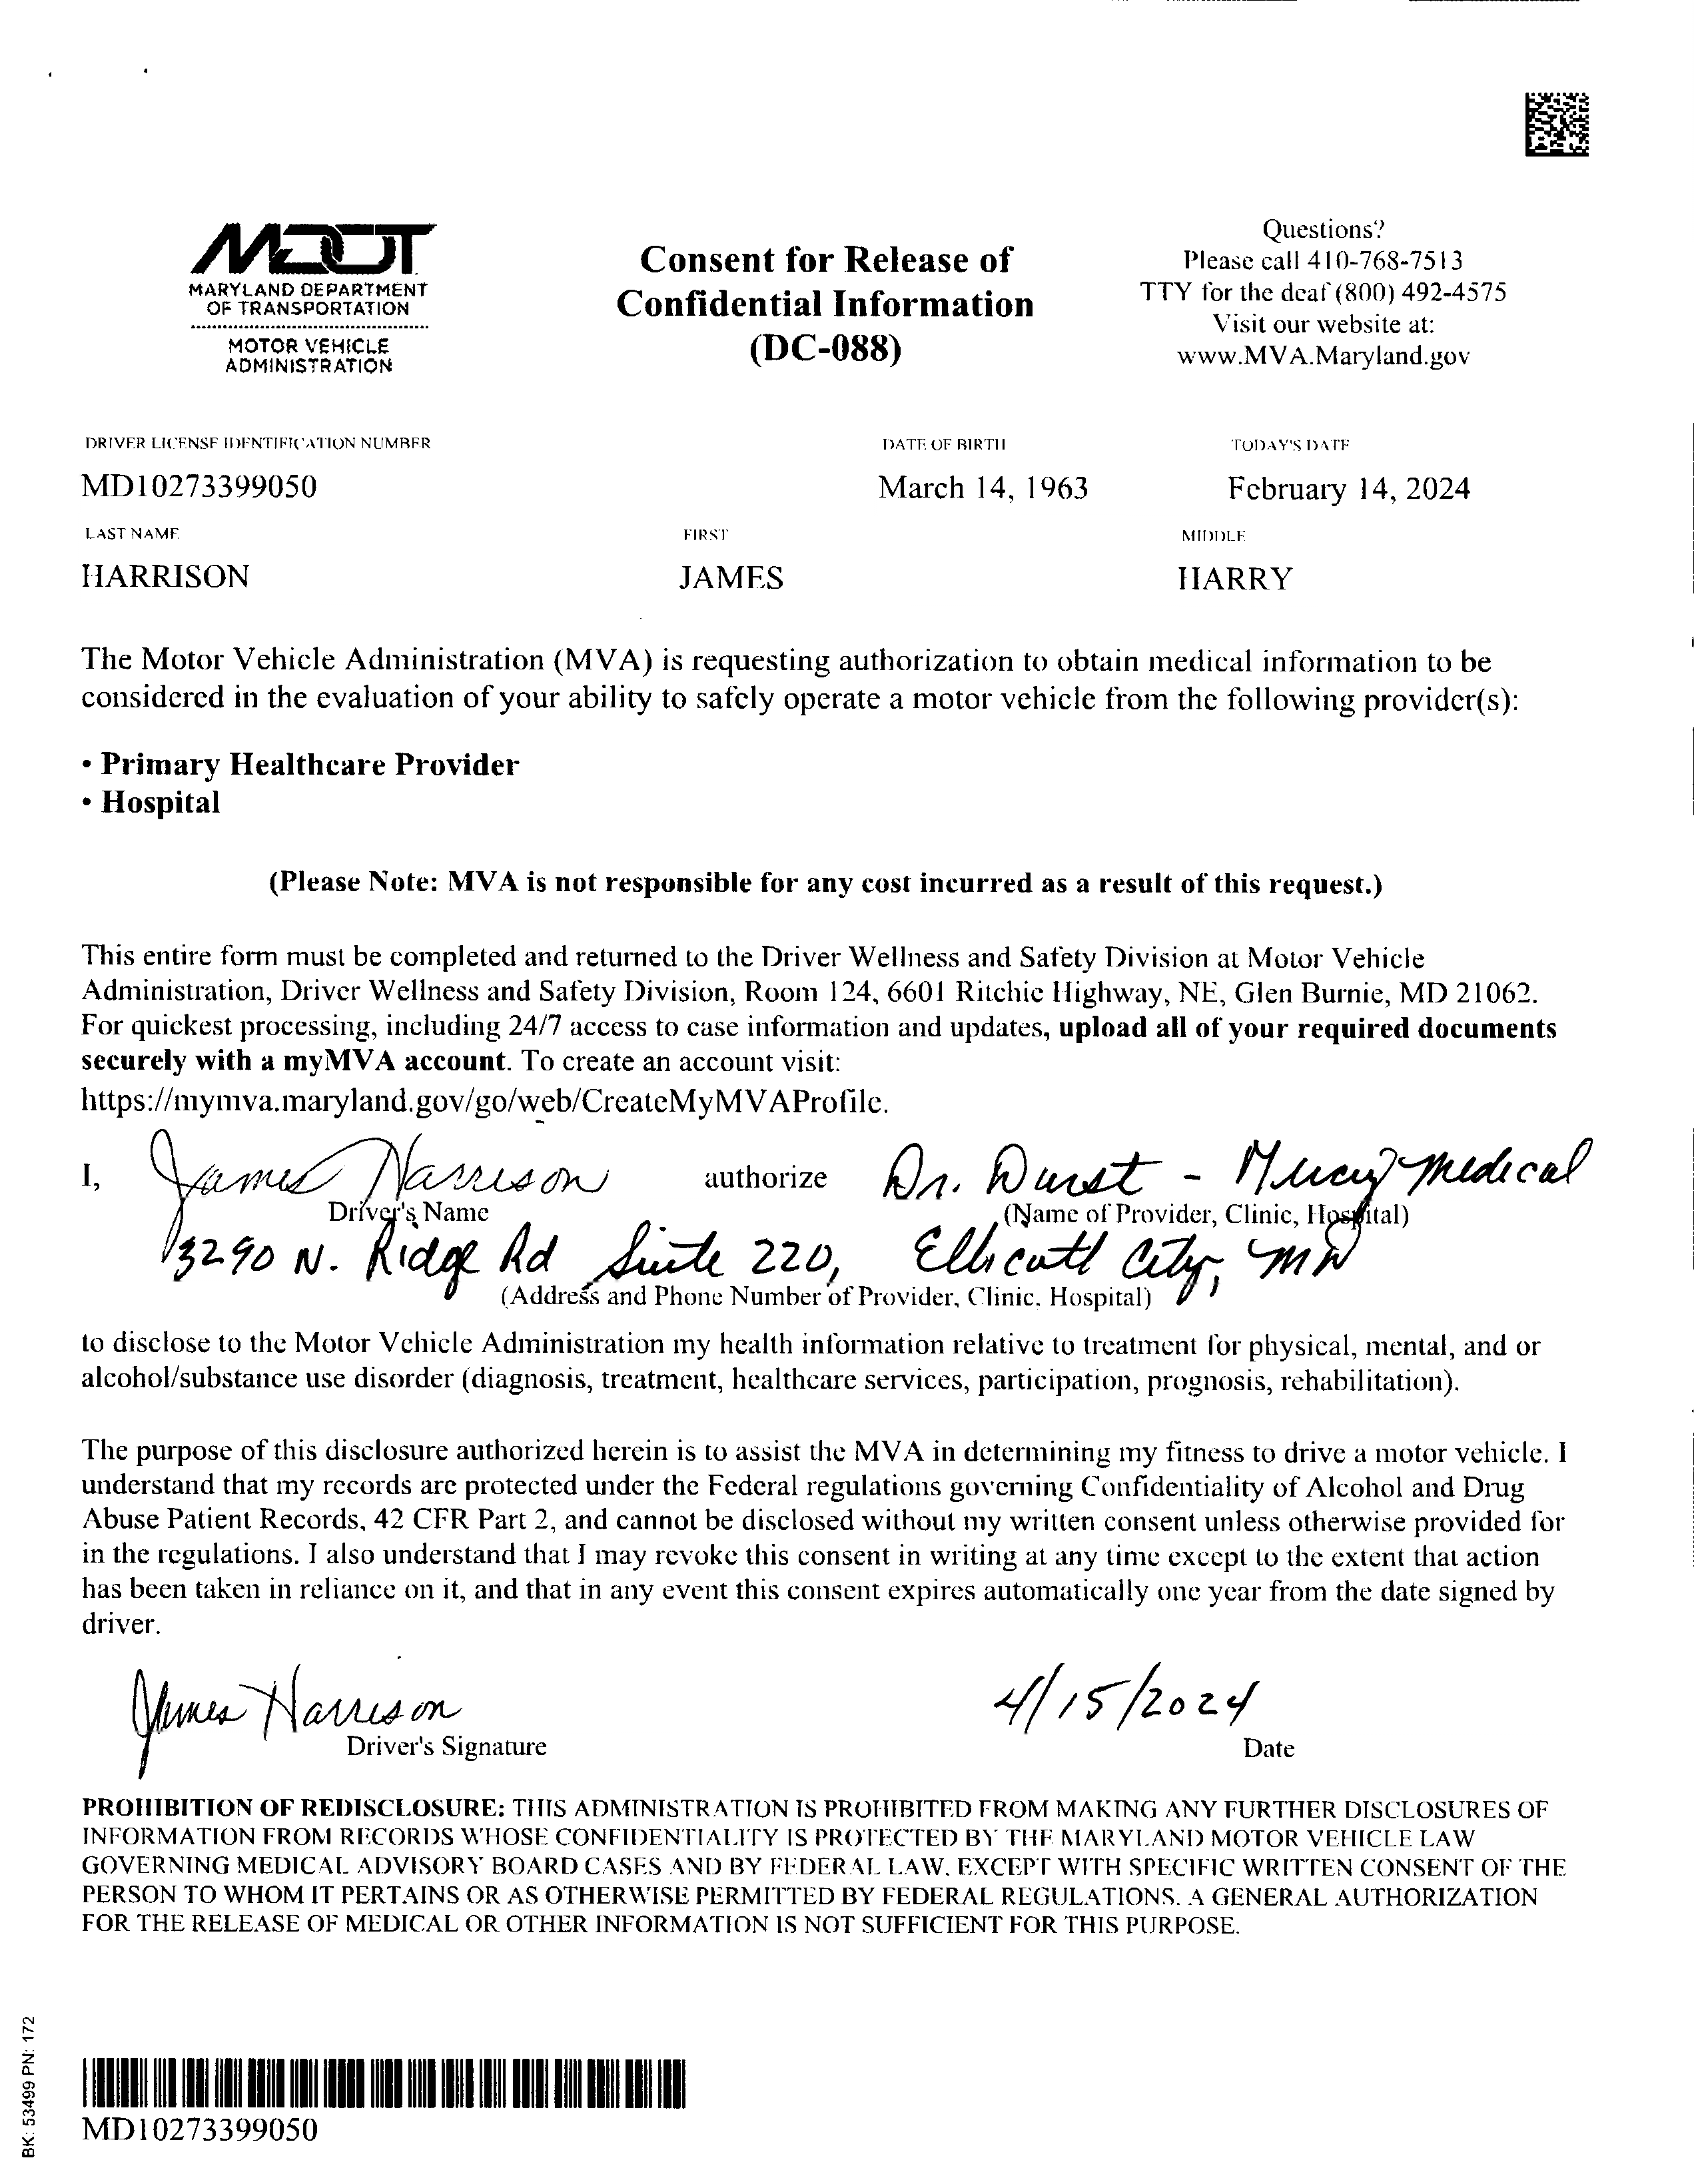 MDOT
MARYLAND DEPARTMENT
OF TRANSPORTATION
MOTOR VEHICLE
ADMINISTRATION
Consent for Release of
Confidential Information
(DC-088)
Questions?
Please call 410-768-7513
TTY for the deaf (800) 492-4575
Visit our website at:
www.MVA.Maryland.gov
DRIVER LICENSE IDENTIFICATION NUMBER DATE OF BIRTH TODAY'S DATE
MD10273399050 March 14, 1963 February 14, 2024
LAST NAME FIRST MIDDLE
HARRISON JAMES HARRY
The Motor Vehicle Administration (MVA) is requesting authorization to obtain medical information to be
considered in the evaluation of your ability to safely operate a motor vehicle from the following provider(s):
• Primary Healthcare Provider
• Hospital
(Please Note: MVA is not responsible for any cost incurred as a result of this request.)
This entire form must be completed and returned to the Driver Wellness and Safety Division at Motor Vehicle
Administration, Driver Wellness and Safety Division, Room 124, 6601 Ritchie Highway, NE, Glen Burnie, MD 21062.
For quickest processing, including 24/7 access to case information and updates, upload all of your required documents
securely with a myMVA account. To create an account visit:
https://mymva.maryland.gov/go/web/CreateMyMVAProfile.
I, James Harrison authorize Dr. Durst - Mercy Medical
Driver's Name (Name of Provider, Clinic, Hospital)
3290 N. Ridge Rd Suite 220, Ellicott City, MD
(Address and Phone Number of Provider, Clinic, Hospital)
to disclose to the Motor Vehicle Administration my health information relative to treatment for physical, mental, and or
alcohol/substance use disorder (diagnosis, treatment, healthcare services, participation, prognosis, rehabilitation).
The purpose of this disclosure authorized herein is to assist the MVA in determining my fitness to drive a motor vehicle. I
understand that my records are protected under the Federal regulations governing Confidentiality of Alcohol and Drug
Abuse Patient Records, 42 CFR Part 2, and cannot be disclosed without my written consent unless otherwise provided for
in the regulations. I also understand that I may revoke this consent in writing at any time except to the extent that action
has been taken in reliance on it, and that in any event this consent expires automatically one year from the date signed by
driver.
James Harrison 4/15/2024
Driver's Signature Date
PROHIBITION OF REDISCLOSURE: THIS ADMINISTRATION IS PROHIBITED FROM MAKING ANY FURTHER DISCLOSURES OF
INFORMATION FROM RECORDS WHOSE CONFIDENTIALITY IS PROTECTED BY THE MARYLAND MOTOR VEHICLE LAW
GOVERNING MEDICAL ADVISORY BOARD CASES AND BY FEDERAL LAW, EXCEPT WITH SPECIFIC WRITTEN CONSENT OF THE
PERSON TO WHOM IT PERTAINS OR AS OTHERWISE PERMITTED BY FEDERAL REGULATIONS. A GENERAL AUTHORIZATION
FOR THE RELEASE OF MEDICAL OR OTHER INFORMATION IS NOT SUFFICIENT FOR THIS PURPOSE.
BK: 53499 PN: 172
MD10273399050